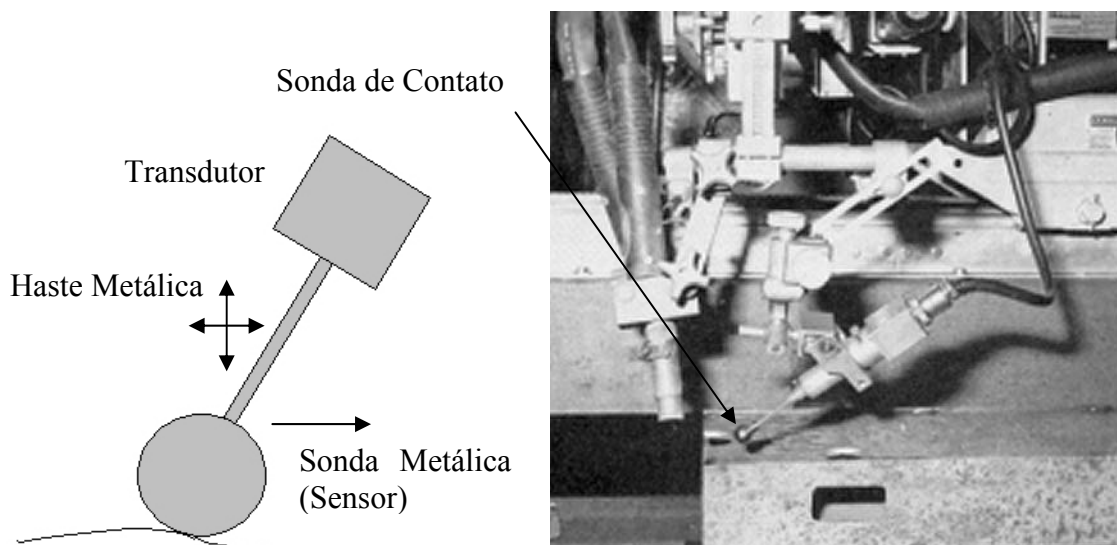 Sonda de Contato
Transdutor
Haste Metálica
Sonda Metálica
(Sensor)